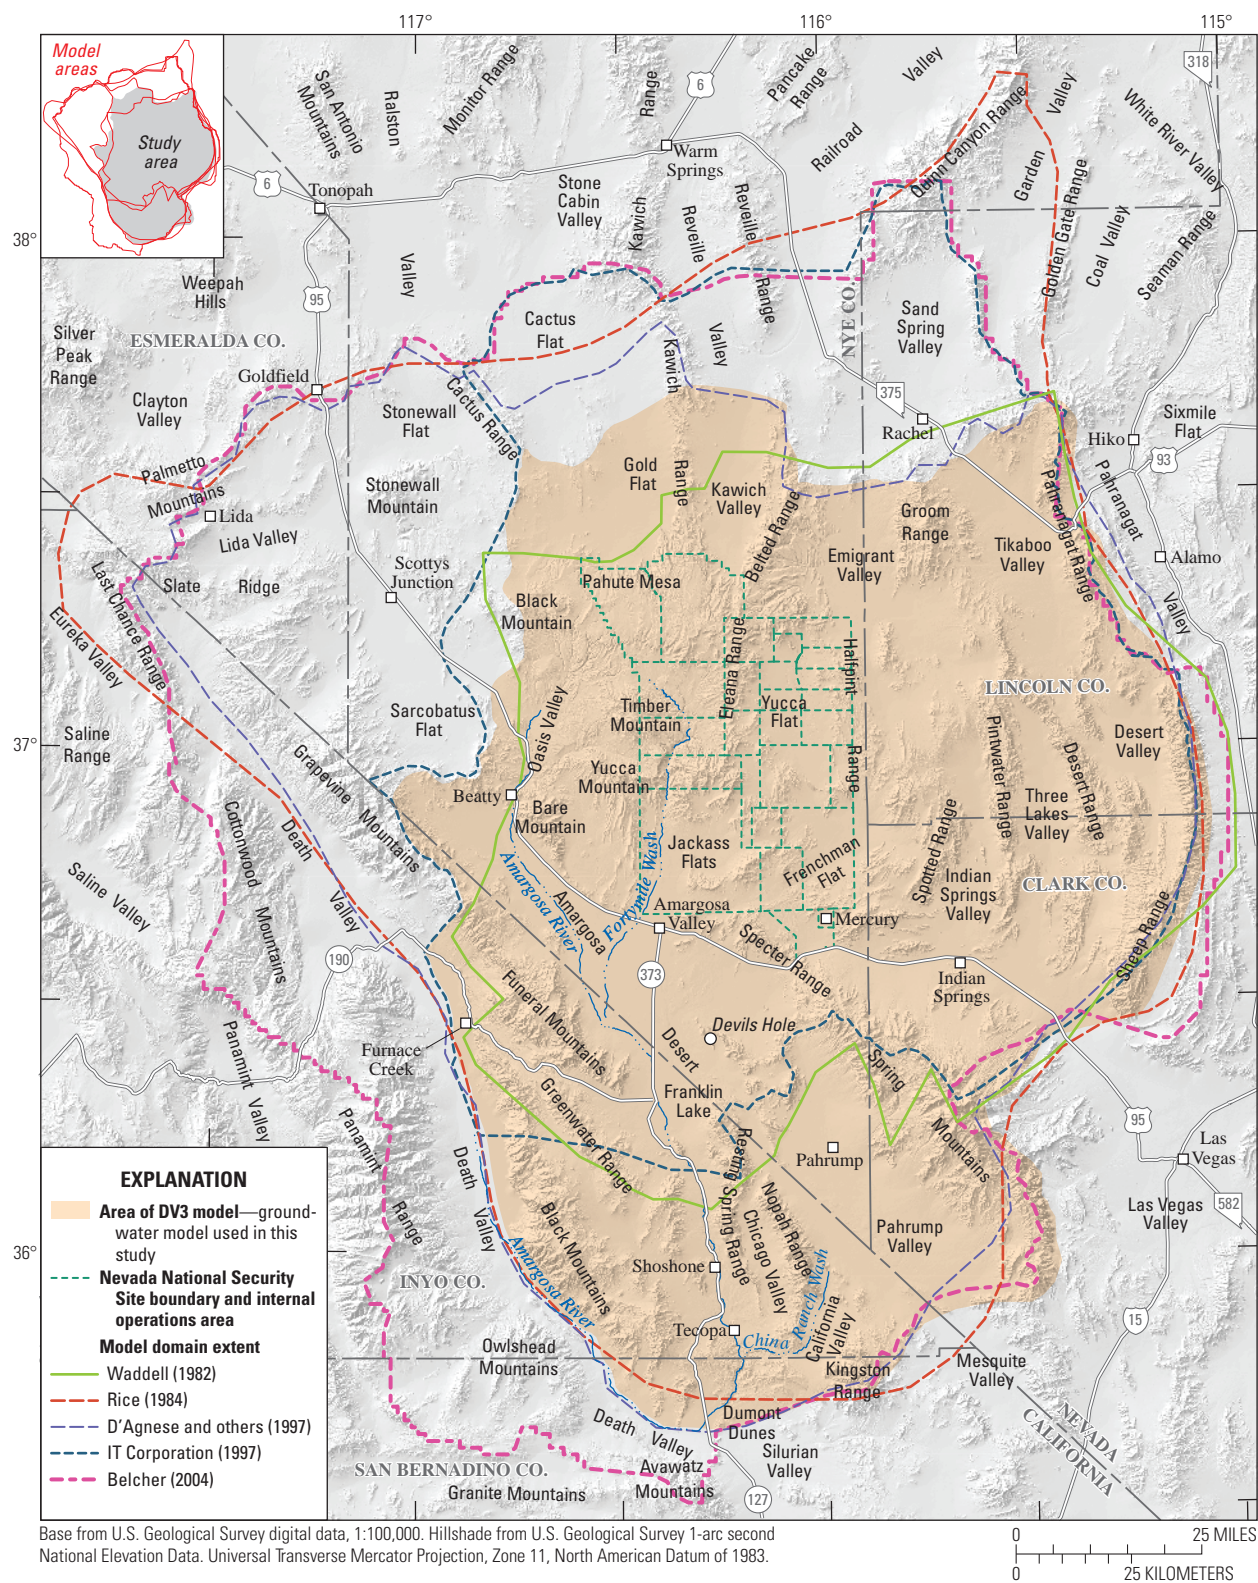 117°
116°
115°
Model
areas
Study
area
San Antonio
Mountains
Ralston
Monitor Range
Range
6
Pancake
Range
Valley
318
Valley
White River Valley
Warm
Springs
Railroad
Quinn Canyon Range
Garden
6
Tonopah
Stone
Cabin
Valley
Kawich
Reveille
Reveille
Golden Gate Range
Coal Valley
Seaman Range
38°
Weepah
Hills
Valley
95
Range
NYE CO.
Sand
Spring
Valley
Silver
Peak
Range
ESMERALDA CO.
Cactus
Flat
Valley
Kawich
Goldfield
Clayton
Valley
Stonewall
Flat
Cactus Range
375
Rachel
Hiko
Sixmile
Flat
93
Palmetto
Mountains
Stonewall
Mountain
Gold
Flat
Range
Kawich
Valley
Belted Range
Groom
Range
Pahranagat Range
Pahranagat
Lida
Lida Valley
Emigrant
Valley
Tikaboo
Valley
Alamo
Scottys
Junction
Pahute Mesa
Last Chance Range
Slate
Ridge
Black
Mountain
Valley
Eureka Valley
Eleana Range
Halfpint
LINCOLN CO.
Sarcobatus
Flat
Oasis Valley
Timber
Mountain
Yucca
Flat
Pintwater Range
Desert Range
Desert
Valley
37°
Saline
Range
Grapevine
Mountains
Yucca
Mountain
Range
Beatty
Bare
Mountain
Three
Lakes
Valley
Cottonwood
Mountains
Death
Valley
Jackass
Flats
Frenchman
Flat
Spotted Range
Indian
Springs
Valley
CLARK CO.
Saline Valley
Amargosa River
Amargosa
Fortymile Wash
Amargosa
Valley
Mercury
Sheep Range
190
373
Specter Range
Indian
Springs
Funeral Mountains
Devils Hole
Desert
Panamint
Valley
Furnace
Creek
Franklin
Lake
Spring
Mountains
Greenwater Range
95
Las
Vegas
Panamint
Range
Death
Valley
Resting Spring Range
Pahrump
582
Las Vegas
Valley
Black Mountains
Nopah Range
Chicago Valley
Pahrump
Valley
36°
INYO CO.
Amargosa River
Shoshone
China Ranch Wash
15
Tecopa
California
Valley
Owlshead
Mountains
Kingston
Range
Mesquite
Valley
Death
Valley
Dumont
Dunes
NEVADA
CALIFORNIA
SAN BERNADINO CO.
Avawatz
Mountains
Silurian
Valley
Granite Mountains
127
EXPLANATION
Area of DV3 model—ground-
water model used in this
study
Nevada National Security
Site boundary and internal
operations area
Model domain extent
Waddell (1982)
Rice (1984)
D'Agnese and others (1997)
IT Corporation (1997)
Belcher (2004)
Base from U.S. Geological Survey digital data, 1:100,000. Hillshade from U.S. Geological Survey 1-arc second
National Elevation Data. Universal Transverse Mercator Projection, Zone 11, North American Datum of 1983.
0 25 MILES
0 25 KILOMETERS